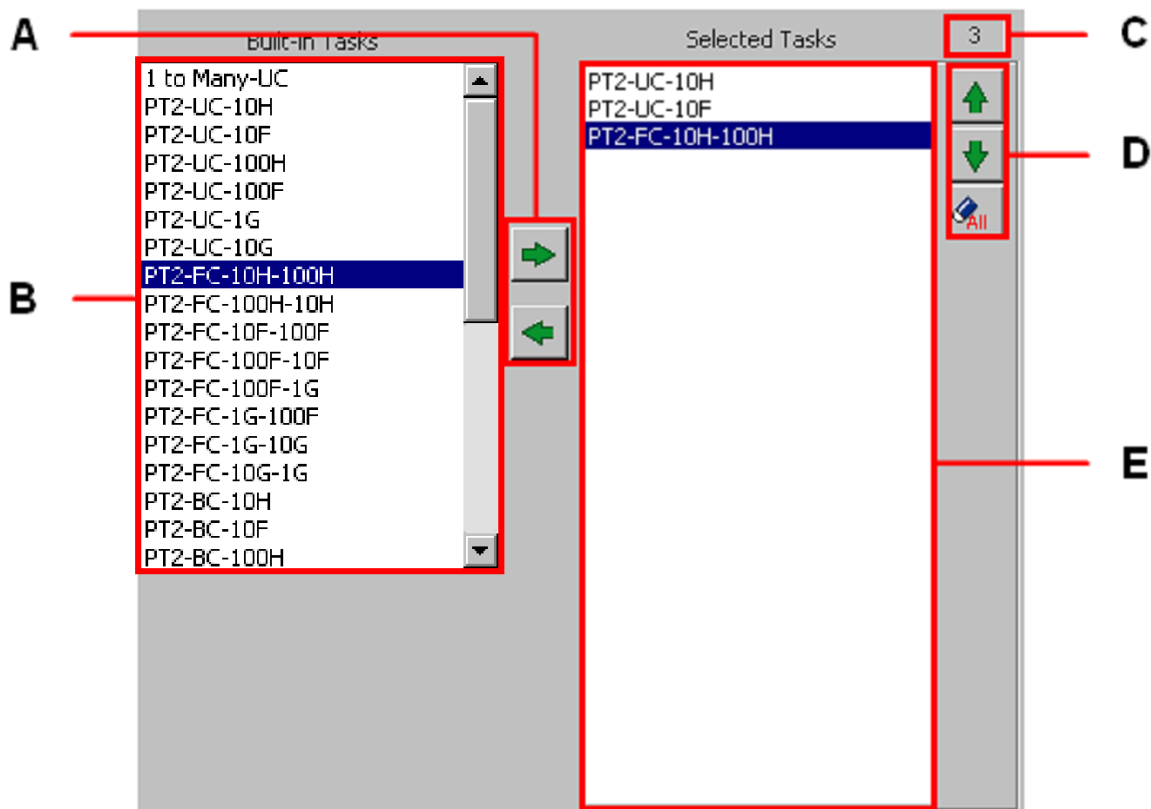 A
Built-in Tasks
Selected Tasks
3
C
1 to Many-UC
PT2-UC-10H
PT2-UC-10F
PT2-UC-100H
PT2-UC-100F
PT2-UC-1G
PT2-UC-10G
PT2-FC-10H-100H
PT2-FC-100H-10H
PT2-FC-10F-100F
PT2-FC-100F-10F
PT2-FC-100F-1G
PT2-FC-1G-100F
PT2-FC-1G-10G
PT2-FC-10G-1G
PT2-BC-10H
PT2-BC-10F
PT2-BC-100H
B
PT2-UC-10H
PT2-UC-10F
PT2-FC-10H-100H
All
D
E